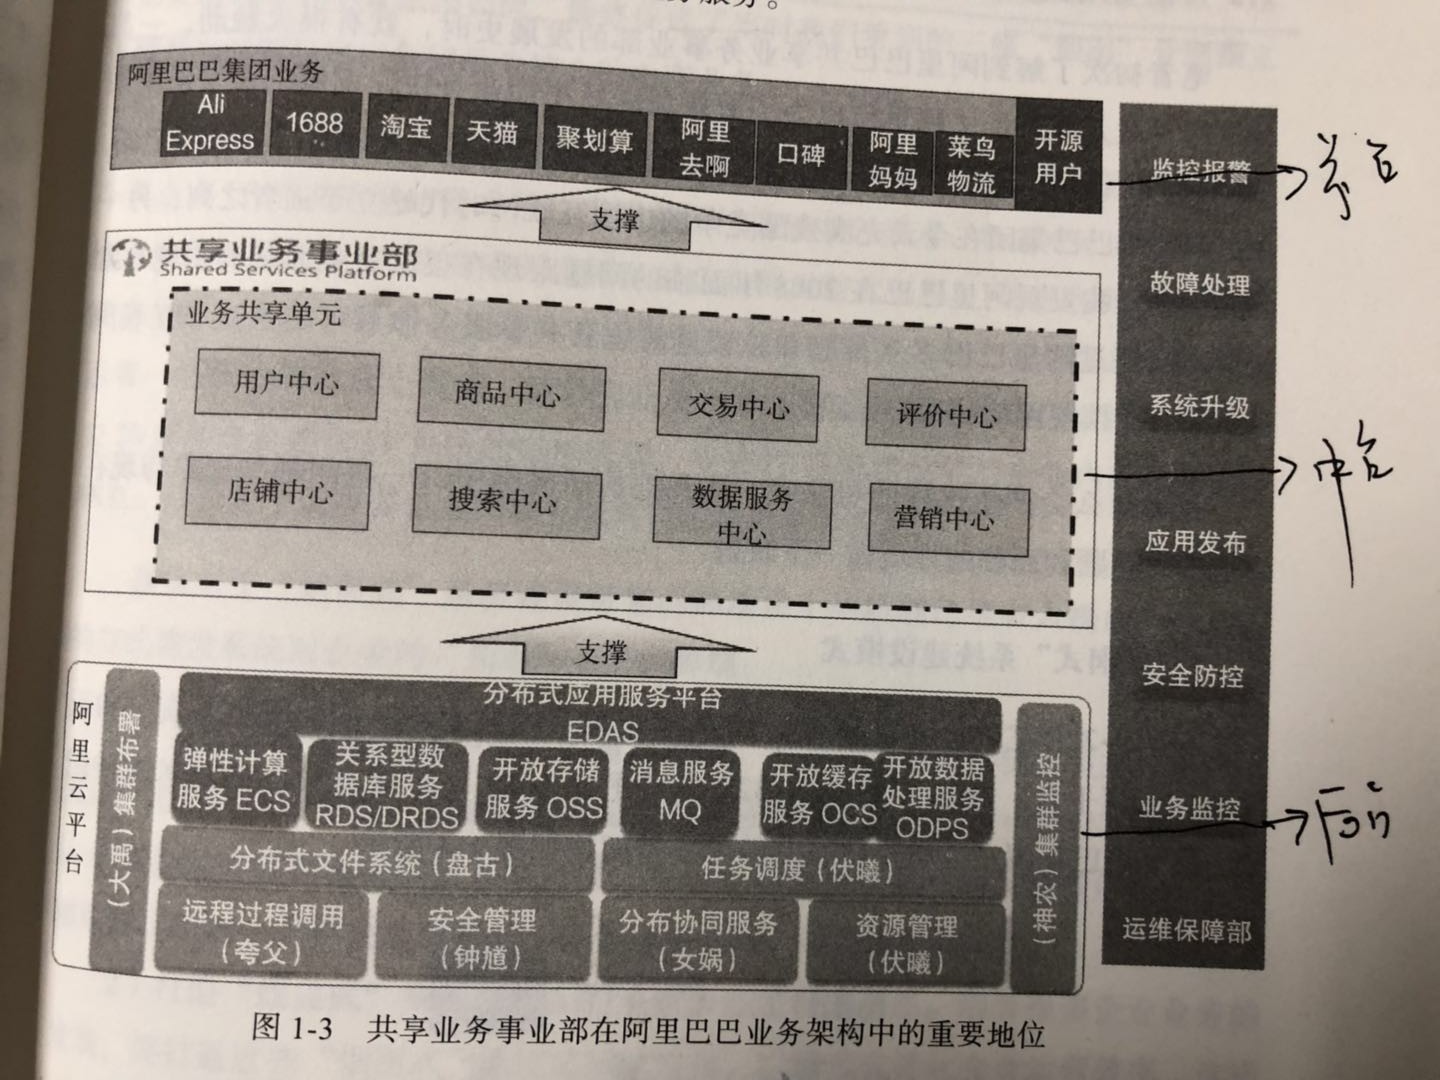 阿里巴巴集团业务
Ali
Express
1688
淘宝
天猫
聚划算
阿里
去啊
口碑
阿里
妈妈
菜鸟
物流
开源
用户
支撑
共享业务事业部
Shared Services Platform
业务共享单元
用户中心
商品中心
交易中心
评价中心
店铺中心
搜索中心
数据服务
中心
营销中心
支撑
阿里云平台
(大禹)集群布署
分布式应用服务平台
EDAS
弹性计算
服务 ECS
关系型数
据库服务
RDS/DRDS
开放存储
服务 OSS
消息服务
MQ
开放缓存
服务 OCS
开放数据
处理服务
ODPS
分布式文件系统(盘古)
任务调度(伏曦)
远程过程调用
(夸父)
安全管理
(钟馗)
分布协同服务
(女娲)
资源管理
(伏曦)
(神农)集群监控
监控报警
故障处理
系统升级
应用发布
安全防控
业务监控
运维保障部
中台
图 1-3 共享业务事业部在阿里巴巴业务架构中的重要地位